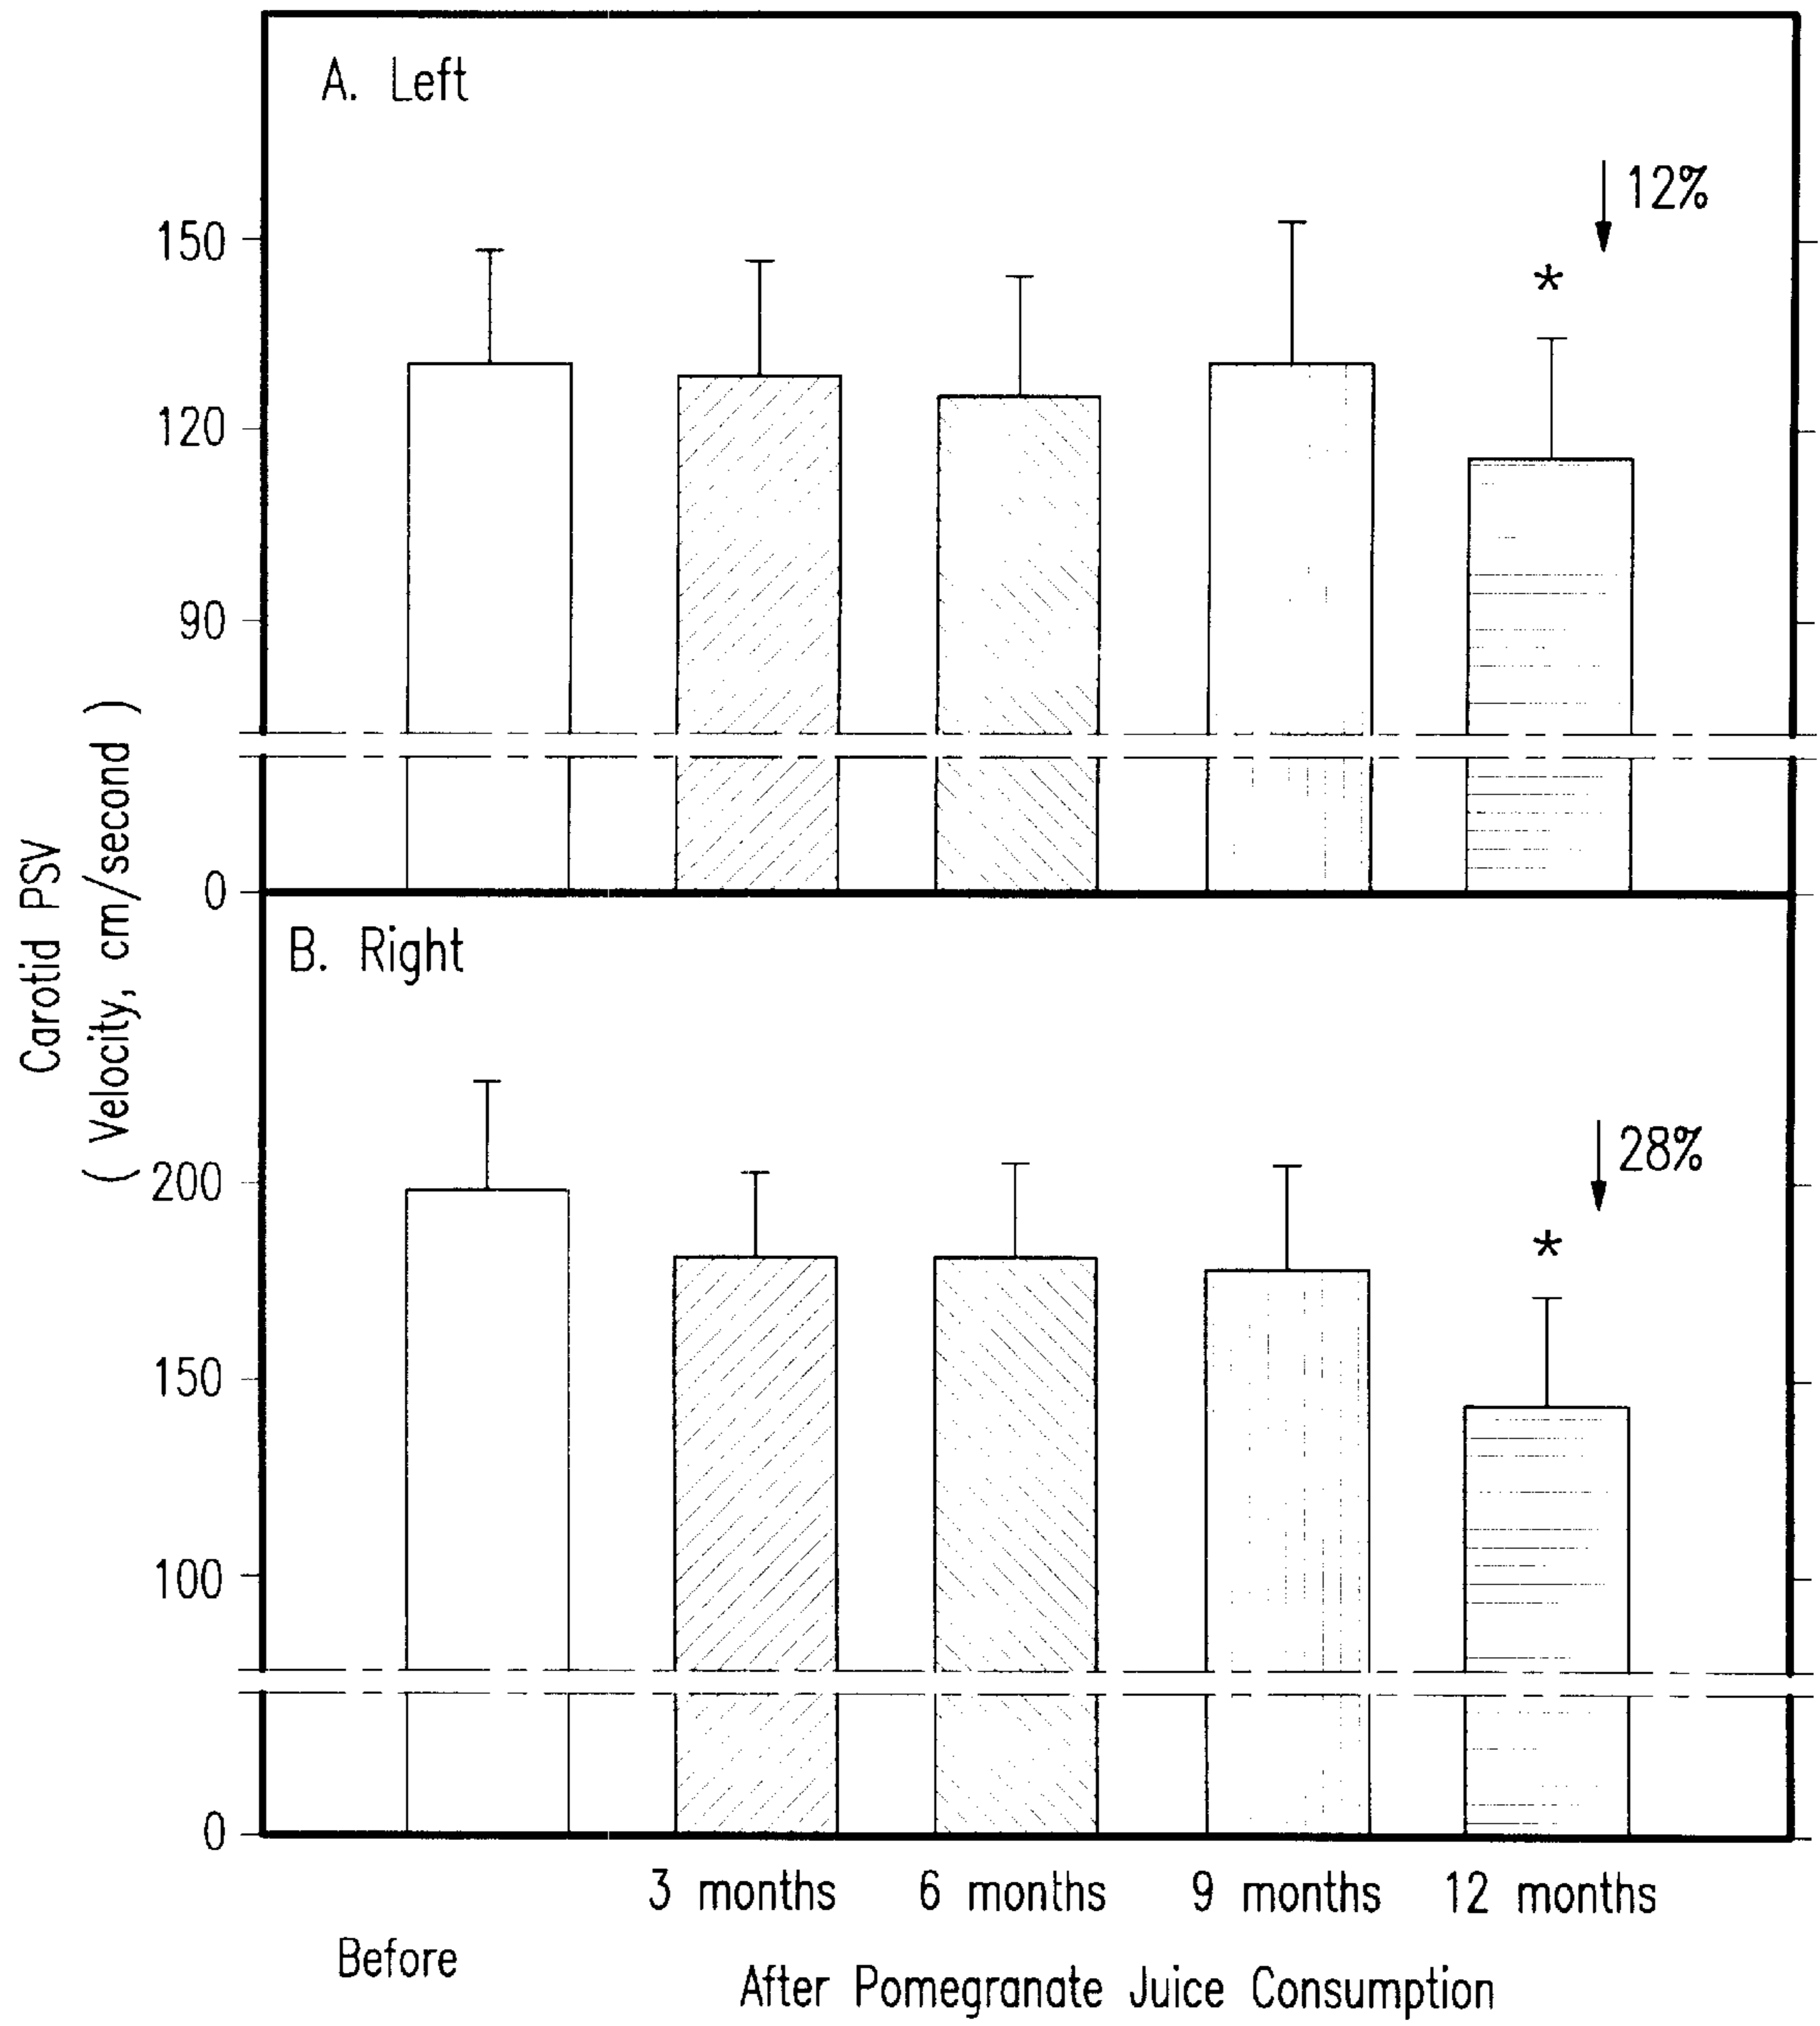 A. Left
12%
150
*
120
90
0
Carotid PSV
( Velocity, cm/second )
B. Right
28%
200
*
150
100
0
3 months 6 months 9 months 12 months
Before
After Pomegranate Juice Consumption